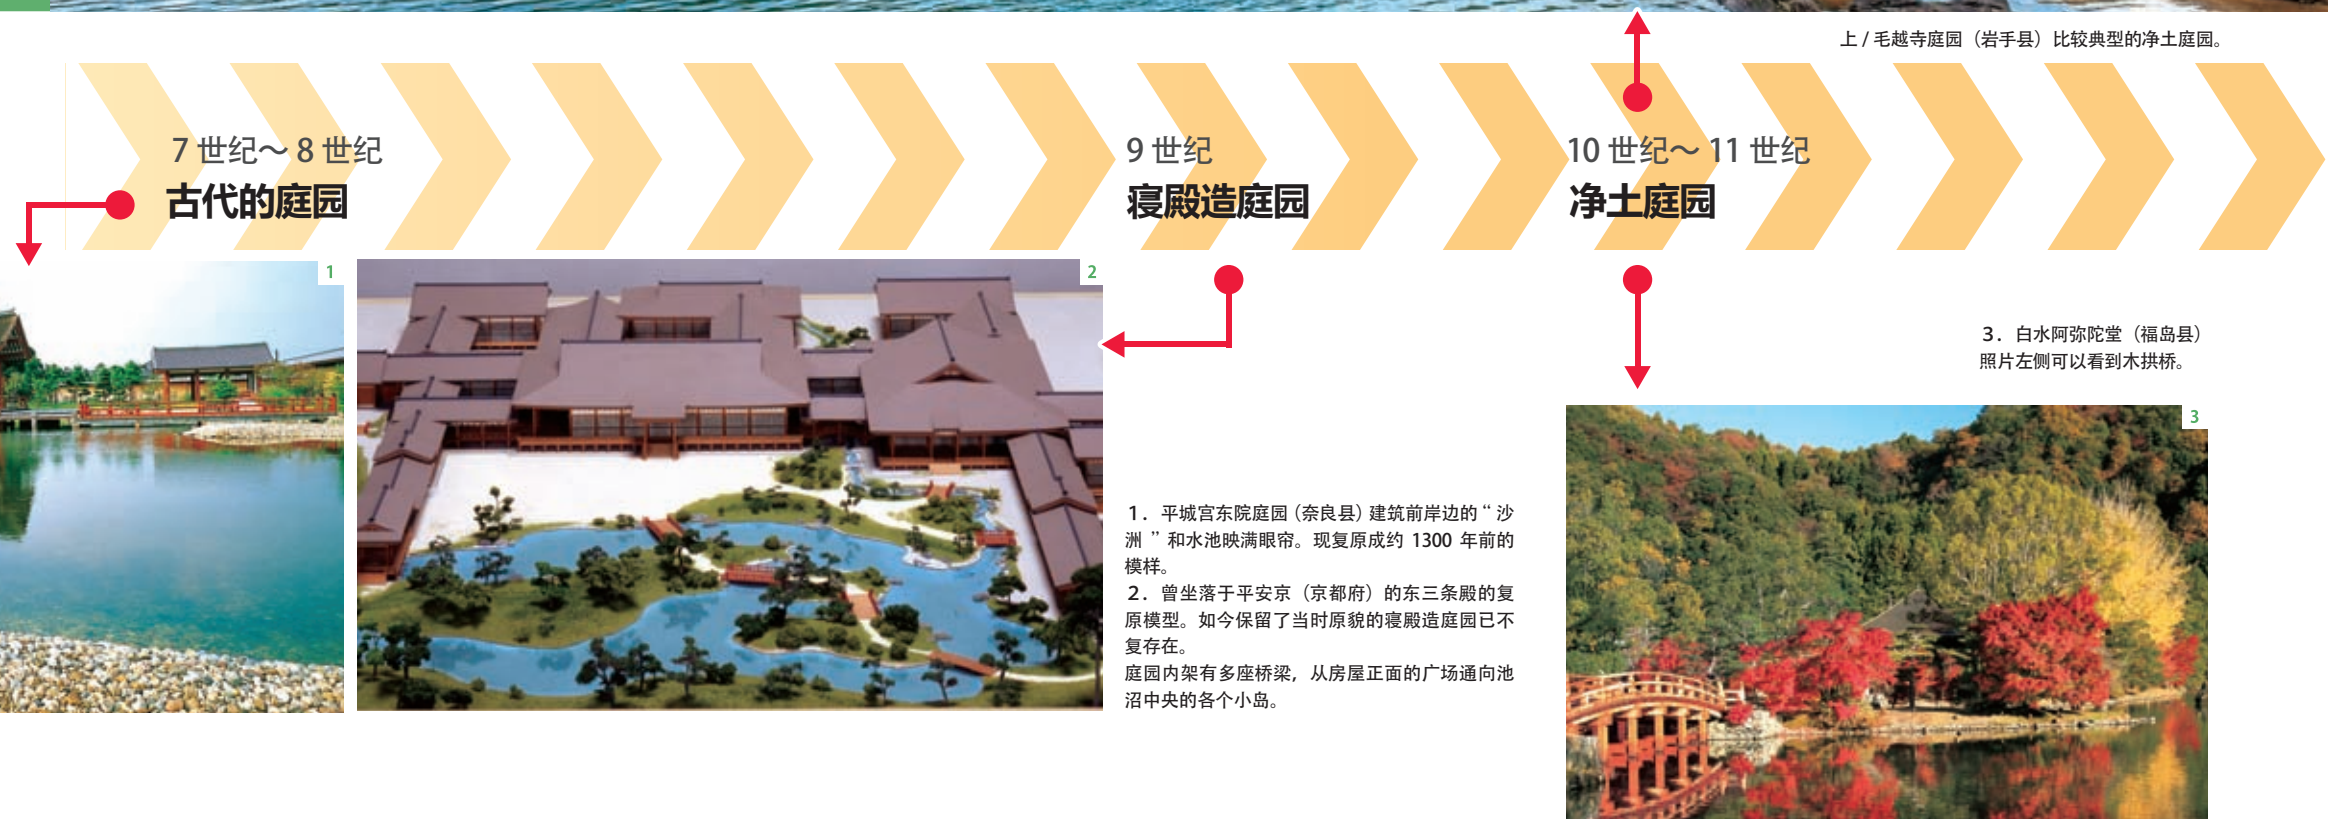 上 / 毛越寺庭园（岩手县）比较典型的净土庭园。
7 世纪～ 8 世纪
古代的庭园
9 世纪
寝殿造庭园
10 世纪～ 11 世纪
净土庭园
1
2
3．白水阿弥陀堂（福岛县）
照片左侧可以看到木拱桥。
3
1．平城宫东院庭园（奈良县）建筑前岸边的“ 沙
洲 ”和水池映满眼帘。现复原成约 1300 年前的
模样。
2．曾坐落于平安京（京都府）的东三条殿的复
原模型。如今保留了当时原貌的寝殿造庭园已不
复存在。
庭园内架有多座桥梁，从房屋正面的广场通向池
沼中央的各个小岛。